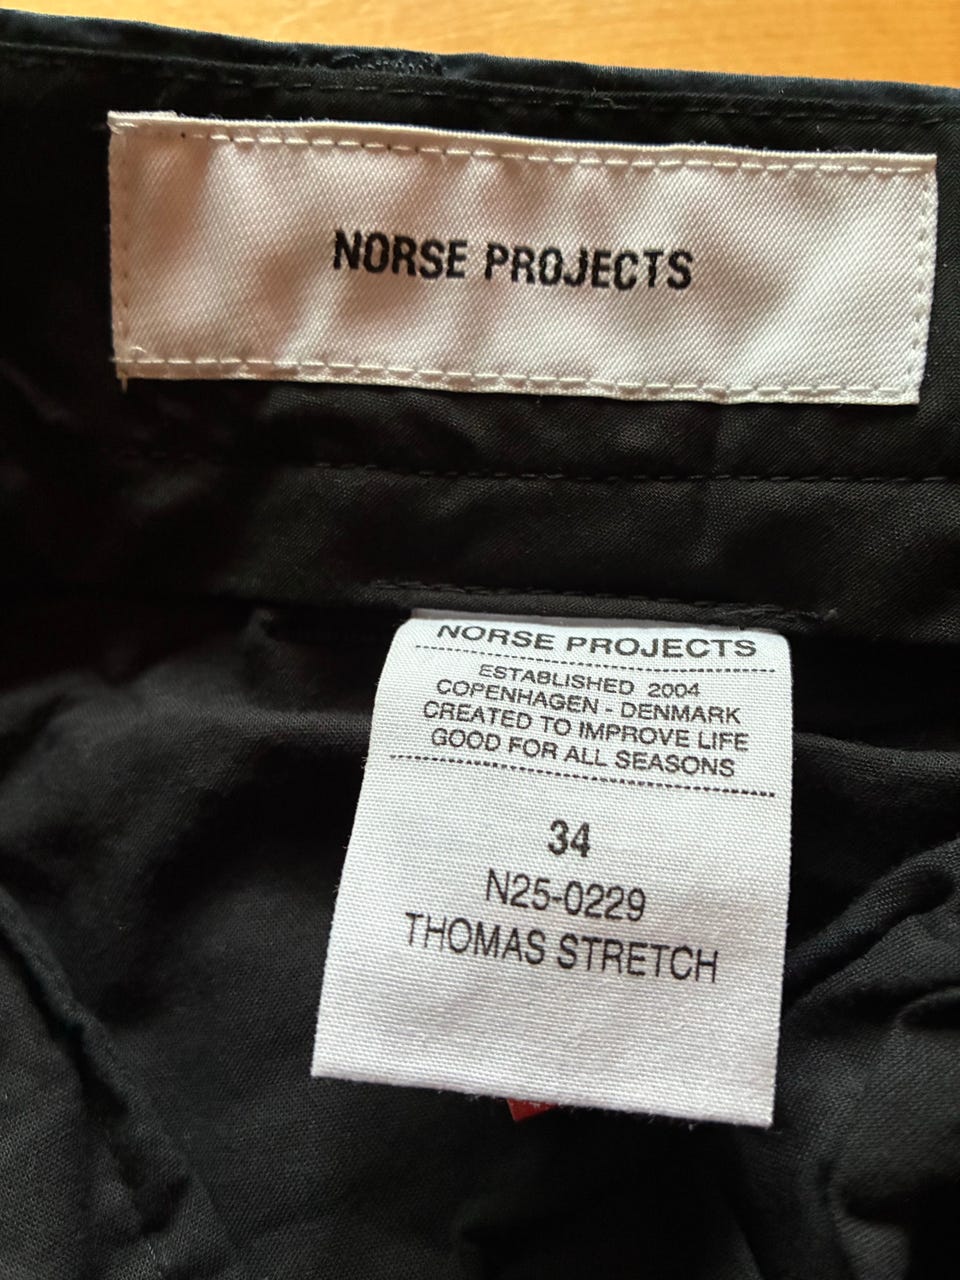 NORSE PROJECTS
NORSE PROJECTS
ESTABLISHED 2004
COPENHAGEN - DENMARK
CREATED TO IMPROVE LIFE
GOOD FOR ALL SEASONS
34
N25-0229
THOMAS STRETCH